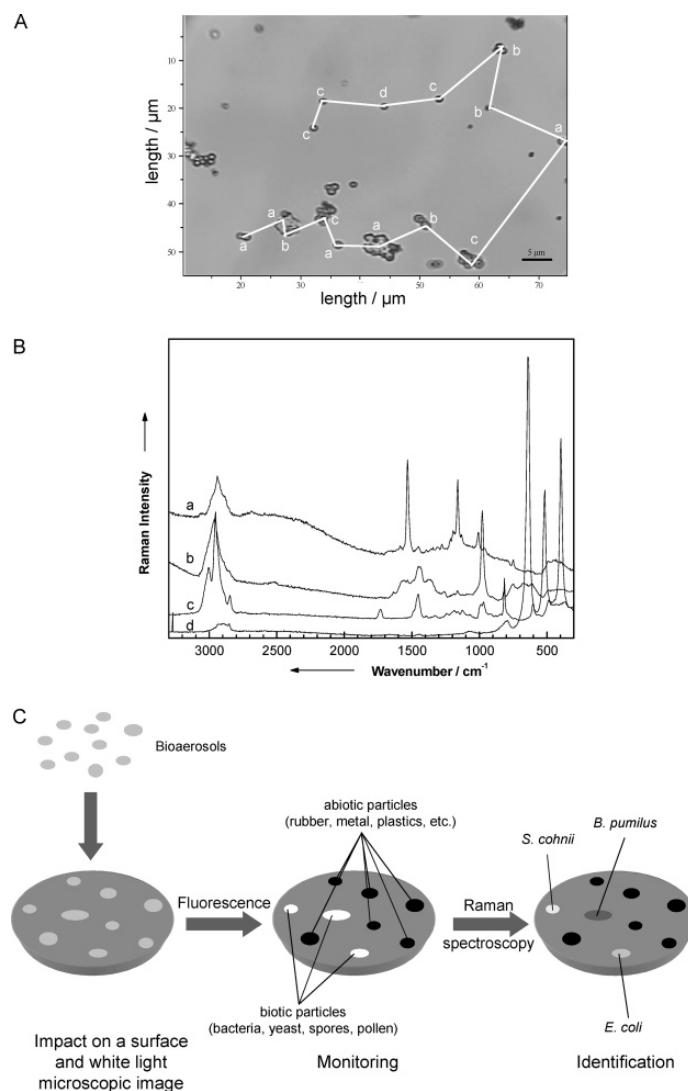 A
length / μm
10
20
30
40
50
c
d
c
c
b
b
a
a
a
b
c
a
a
b
c
5 μm
20
30
40
50
60
70
length / μm
B
Raman Intensity
a
b
c
d
3000
2500
2000
1500
1000
500
Wavenumber / cm⁻¹
C
Bioaerosols
abiotic particles
(rubber, metal, plastics, etc.)
S. cohnii
B. pumilus
Fluorescence
Raman
spectroscopy
biotic particles
(bacteria, yeast, spores, pollen)
E. coli
Impact on a surface
and white light
microscopic image
Monitoring
Identification